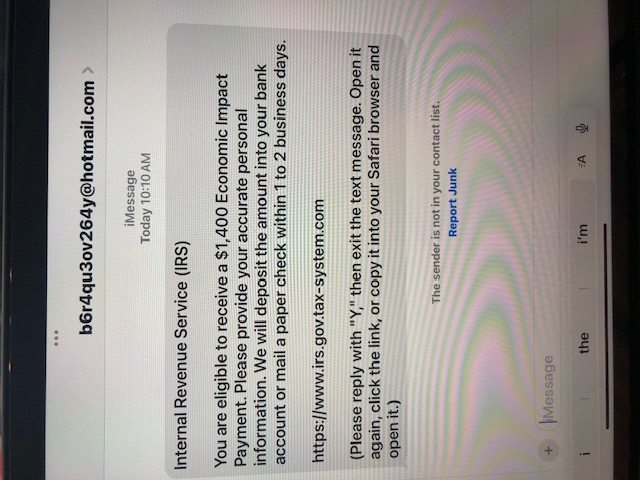 b6r4qu3ov264y@hotmail.com >
iMessage
Today 10:10 AM
Internal Revenue Service (IRS)
You are eligible to receive a $1,400 Economic Impact
Payment. Please provide your accurate personal
information. We will deposit the amount into your bank
account or mail a paper check within 1 to 2 business days.
https://www.irs.gov.tax-system.com
(Please reply with "Y," then exit the text message. Open it
again, click the link, or copy it into your Safari browser and
open it.)
The sender is not in your contact list.
Report Junk
iMessage
i the i'm